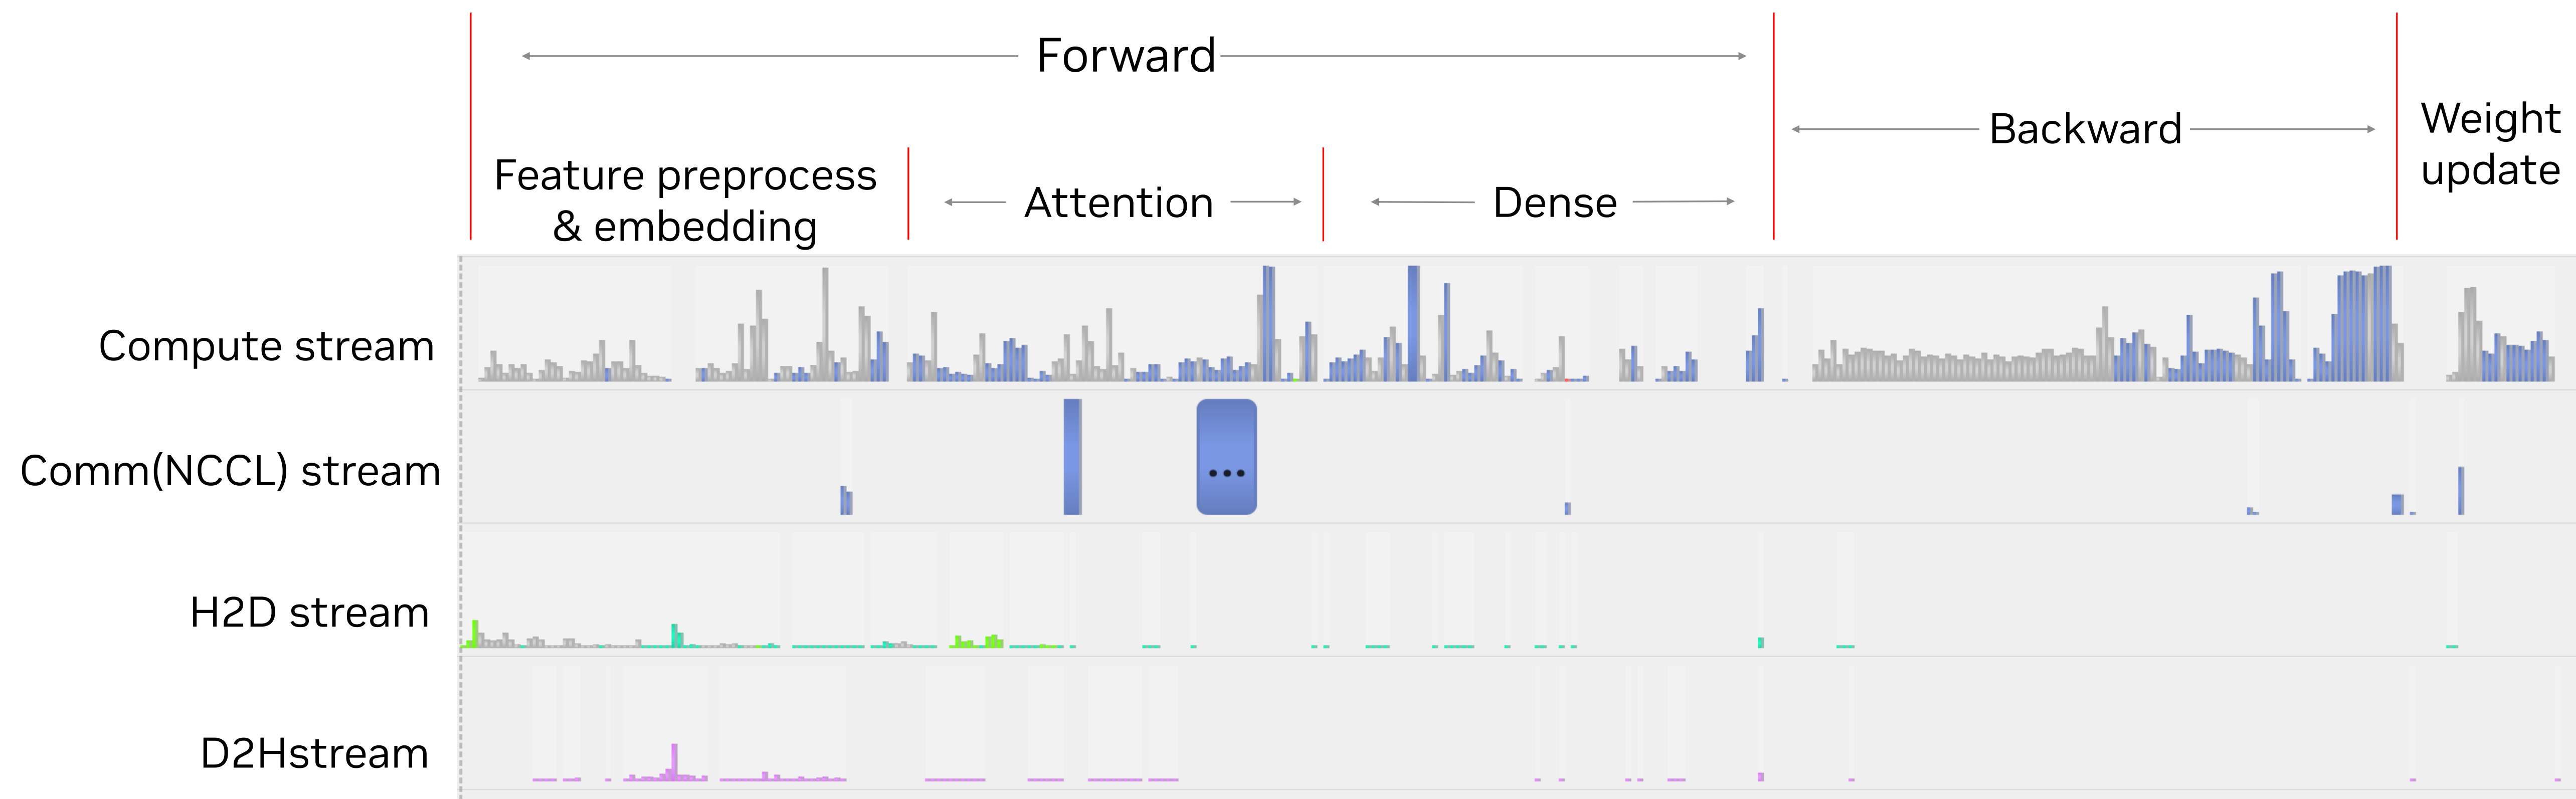 Forward
Backward
Weight
update
Feature preprocess
& embedding
Attention
Dense
Compute stream
Comm(NCCL) stream
...
H2D stream
D2Hstream